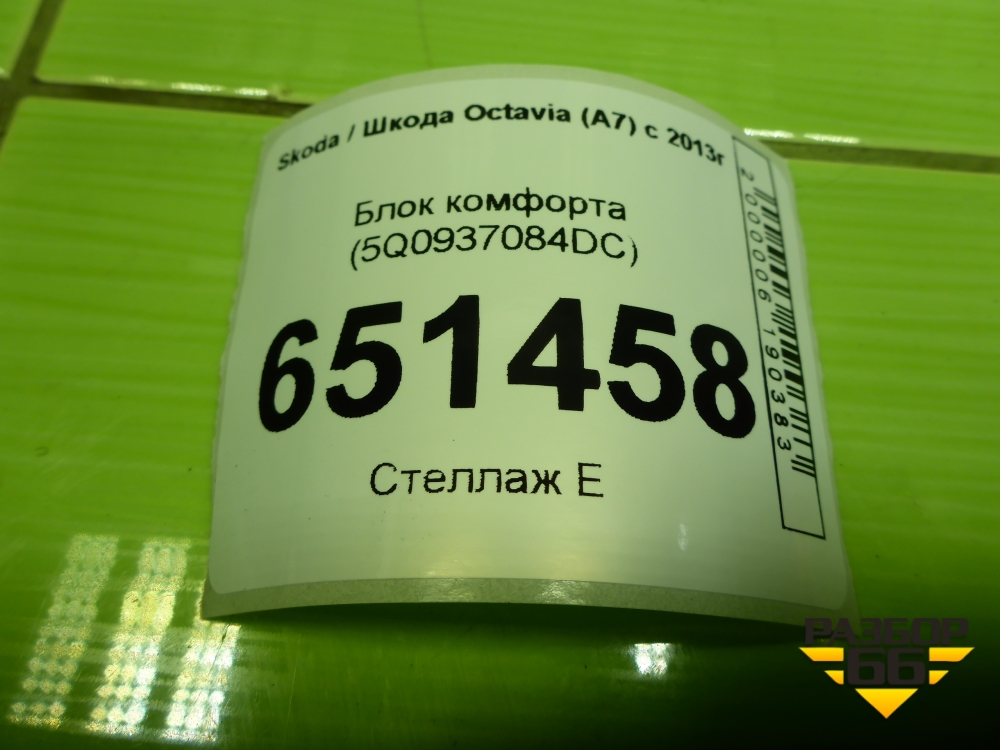 Skoda / Шкода Octavia (A7) с 2013г
Блок комфорта
(5Q0937084DC)
651458
Стеллаж Е
2000006190383
РАЗБОР
66